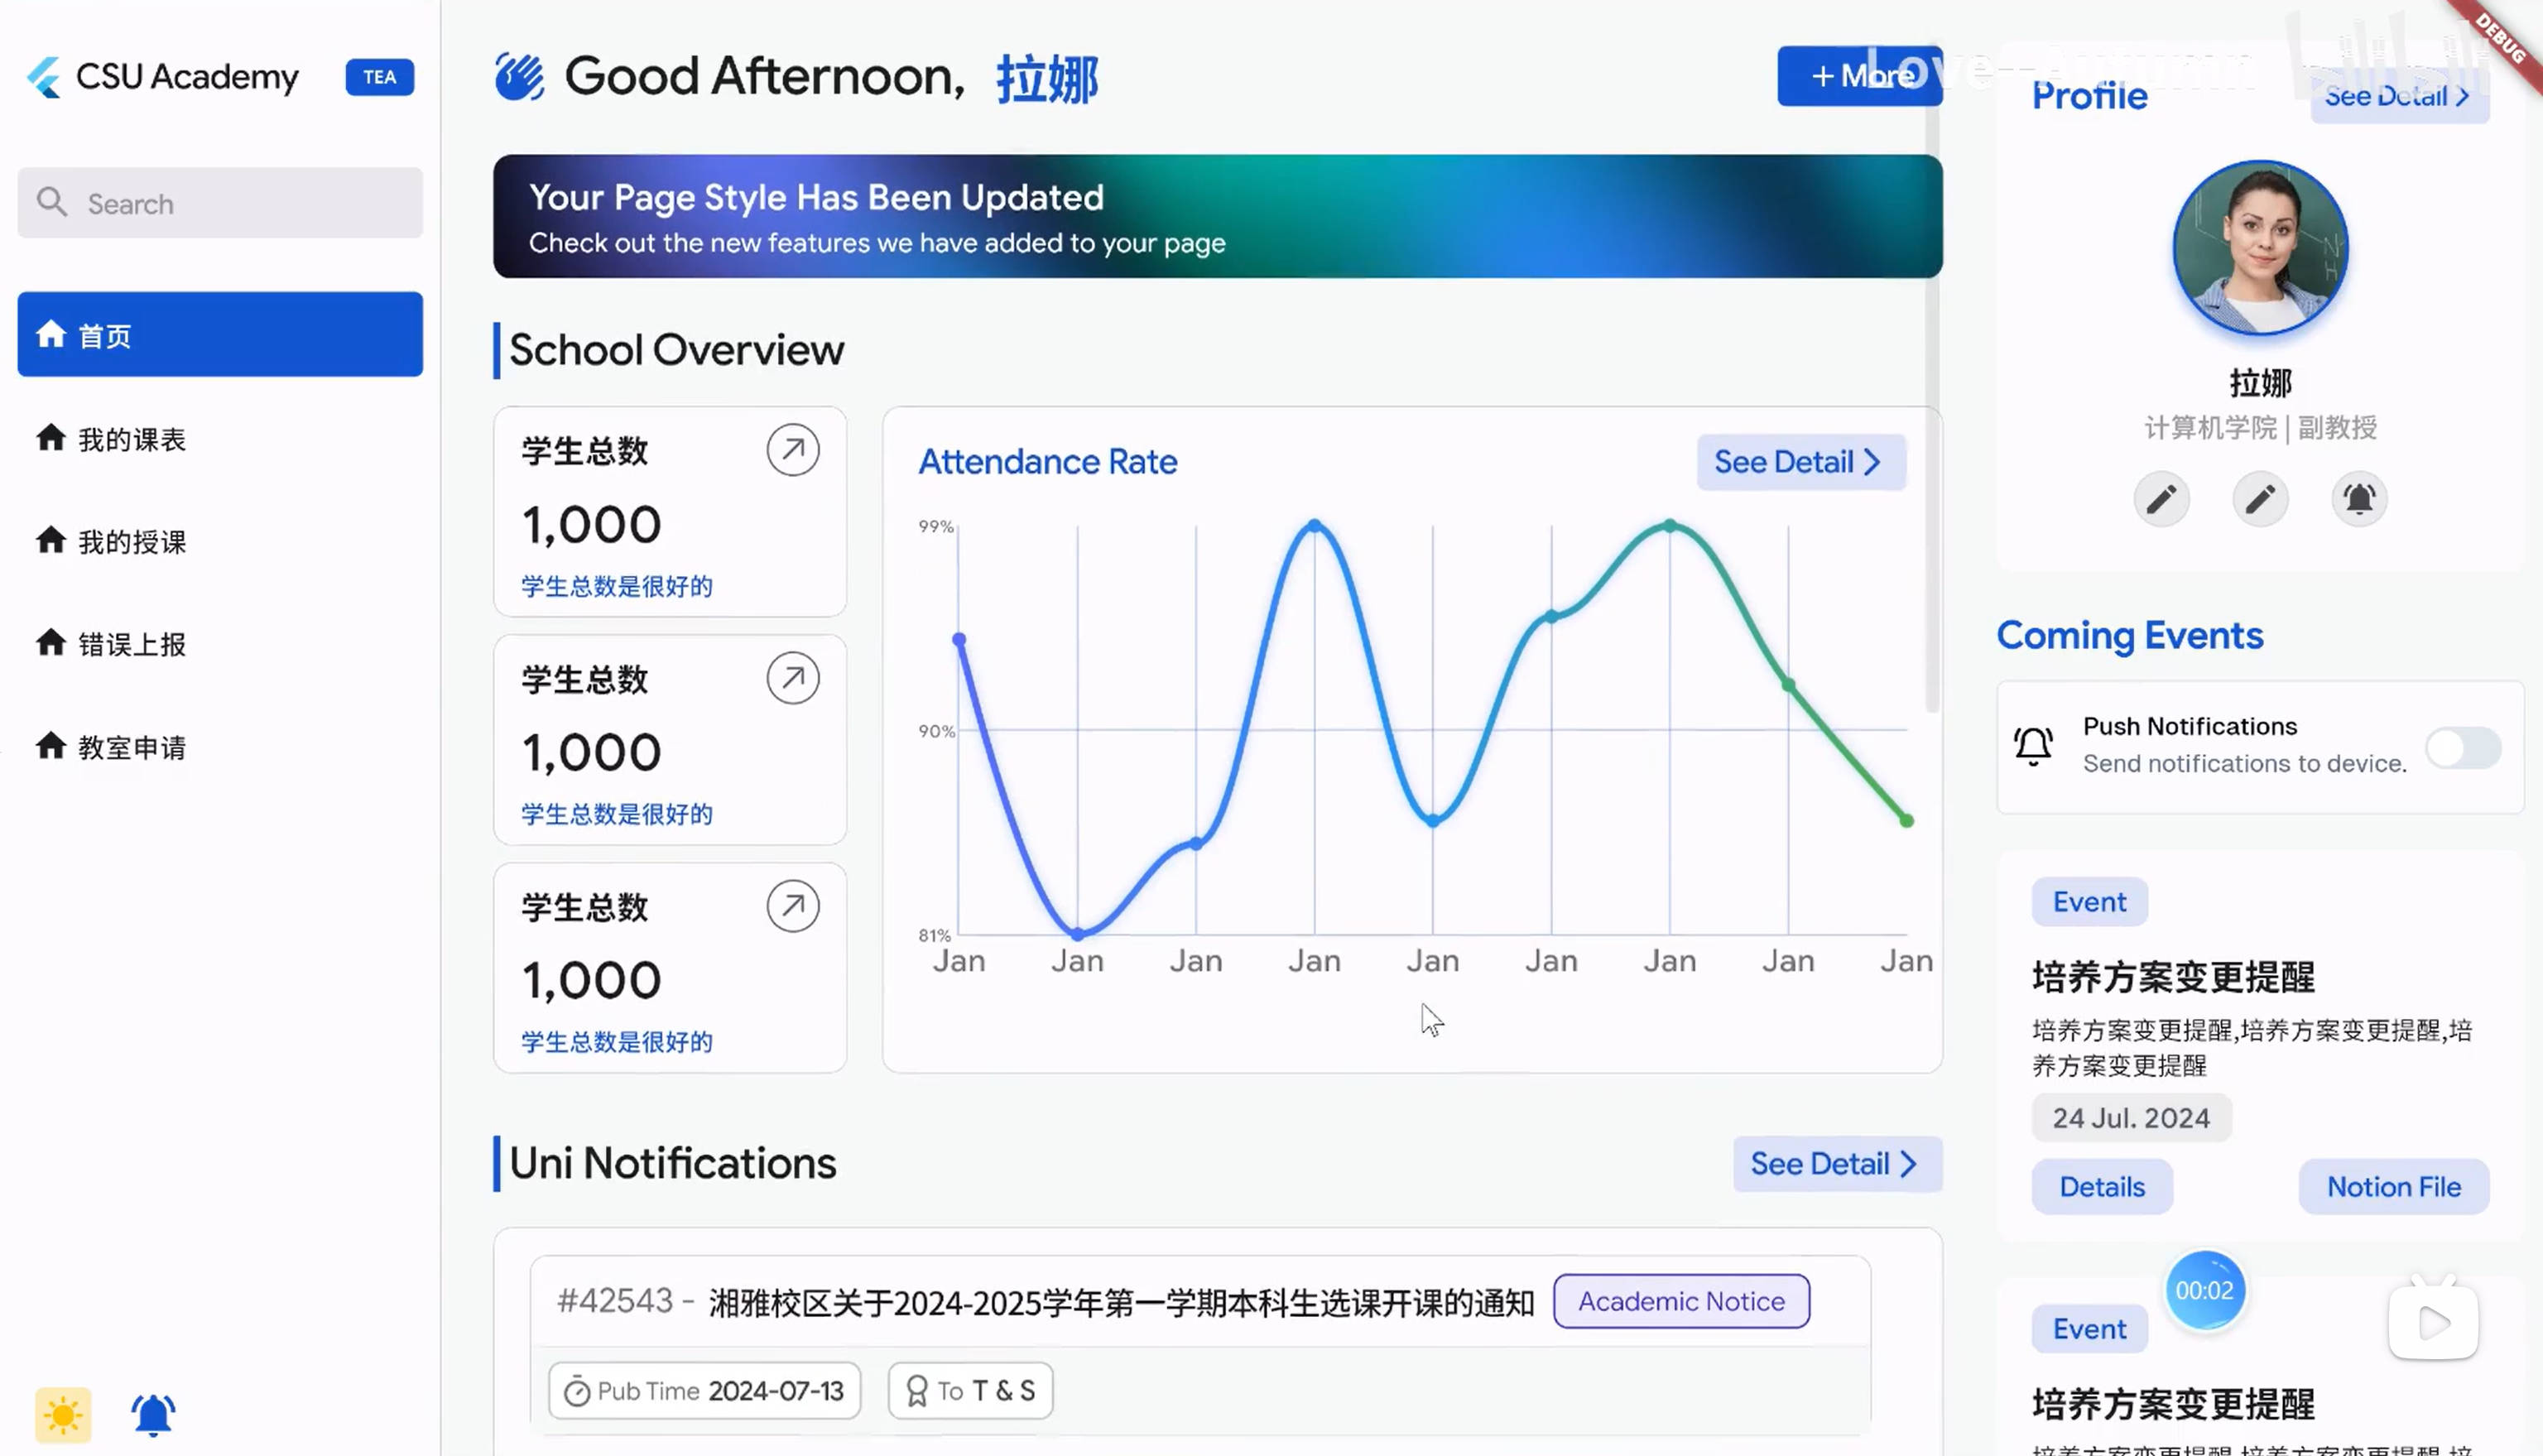 CSU Academy
TEA
Search
首页
我的课表
我的授课
错误上报
教室申请
Good Afternoon, 拉娜
+ More
Your Page Style Has Been Updated
Check out the new features we have added to your page
School Overview
学生总数
1,000
学生总数是很好的
学生总数
1,000
学生总数是很好的
学生总数
1,000
学生总数是很好的
Attendance Rate
See Detail
99%
90%
81%
Jan Jan Jan Jan Jan Jan Jan Jan Jan
Uni Notifications
See Detail
#42543 - 湘雅校区关于2024-2025学年第一学期本科生选课开课的通知
Academic Notice
Pub Time 2024-07-13
To T & S
Profile
See Detail
DEBUG
拉娜
计算机学院 | 副教授
Coming Events
Push Notifications
Send notifications to device.
Event
培养方案变更提醒
培养方案变更提醒,培养方案变更提醒,培
养方案变更提醒
24 Jul. 2024
Details
Notion File
00:02
Event
培养方案变更提醒